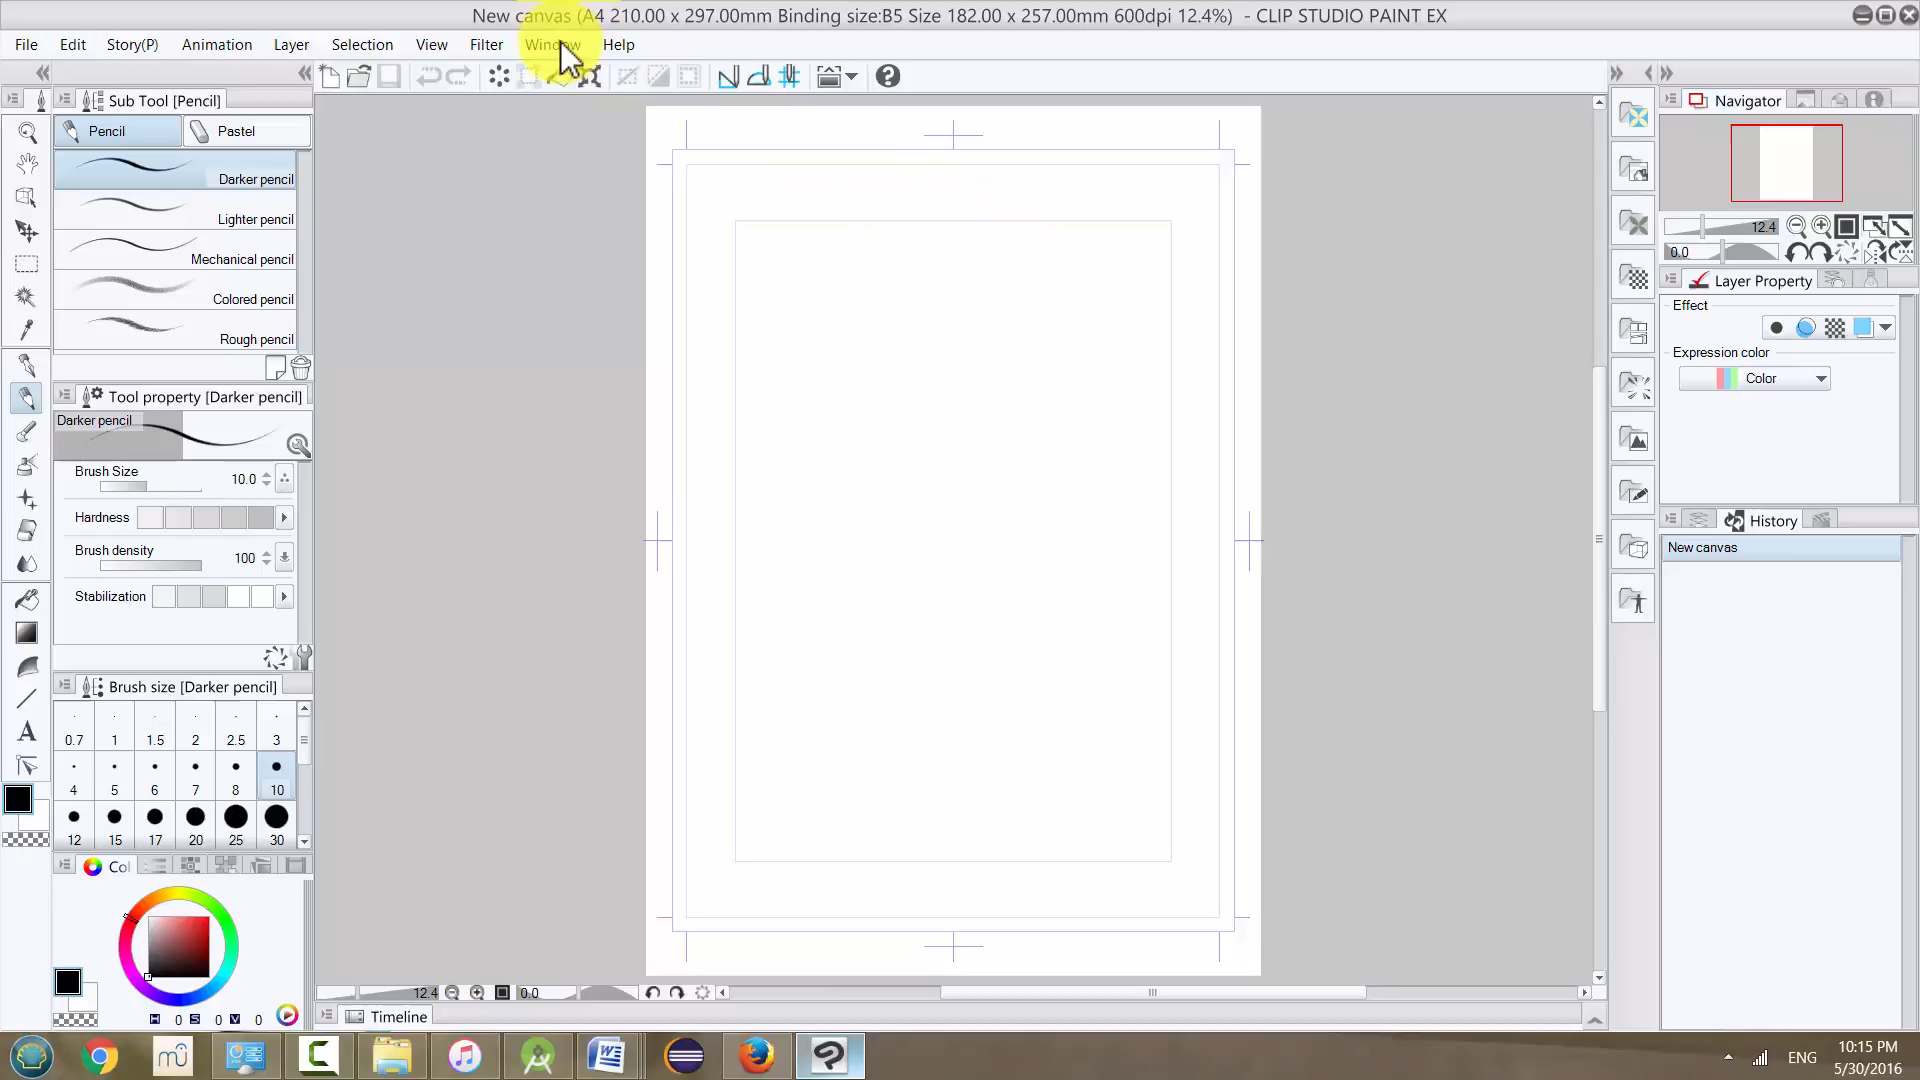 New canvas (A4 210.00 x 297.00mm Binding size:B5 Size 182.00 x 257.00mm 600dpi 12.4%) - CLIP STUDIO PAINT EX
File Edit Story(P) Animation Layer Selection View Filter Window Help
Sub Tool [Pencil]
Pencil Pastel
Darker pencil
Lighter pencil
Mechanical pencil
Colored pencil
Rough pencil
Tool property [Darker pencil]
Darker pencil
Brush Size 10.0
Hardness
Brush density 100
Stabilization
Brush size [Darker pencil]
0.7 1 1.5 2 2.5 3
4 5 6 7 8 10
12 15 17 20 25 30
Col
H 0 S 0 V 0
12.4 0.0
Timeline
Navigator
12.4
0.0
Layer Property
Effect
Expression color
Color
History
New canvas
ENG
10:15 PM
5/30/2016